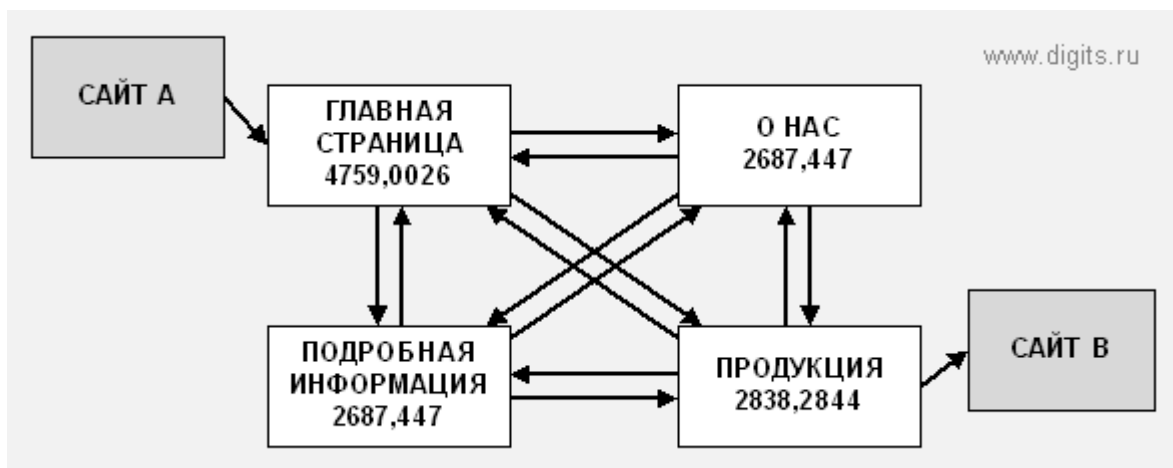 www.digits.ru
САЙТ А
ГЛАВНАЯ
СТРАНИЦА
4759,0026
О НАС
2687,447
ПОДРОБНАЯ
ИНФОРМАЦИЯ
2687,447
ПРОДУКЦИЯ
2838,2844
САЙТ В